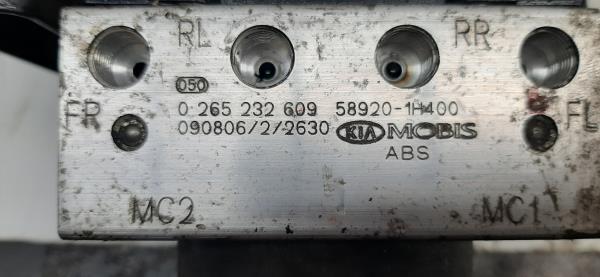 RL RR
050
FR 0 265 232 609 58920-1H400 FL
090806/2/2630 KIA MOBIS
ABS
MC2 MC1